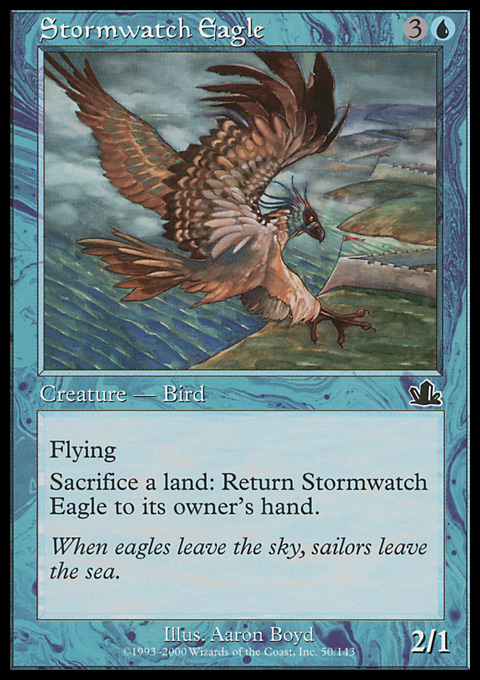 Stormwatch Eagle 3
Creature — Bird
Flying
Sacrifice a land: Return Stormwatch
Eagle to its owner's hand.
When eagles leave the sky, sailors leave
the sea.
Illus. Aaron Boyd
©1993–2000 Wizards of the Coast, Inc. 50/143
2/1